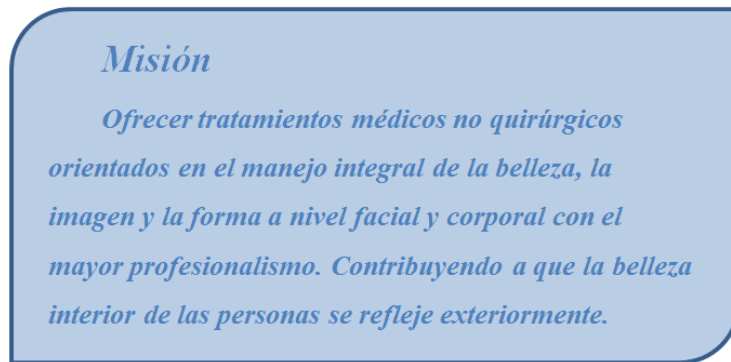 Misión
Ofrecer tratamientos médicos no quirúrgicos
orientados en el manejo integral de la belleza, la
imagen y la forma a nivel facial y corporal con el
mayor profesionalismo. Contribuyendo a que la belleza
interior de las personas se refleje exteriormente.